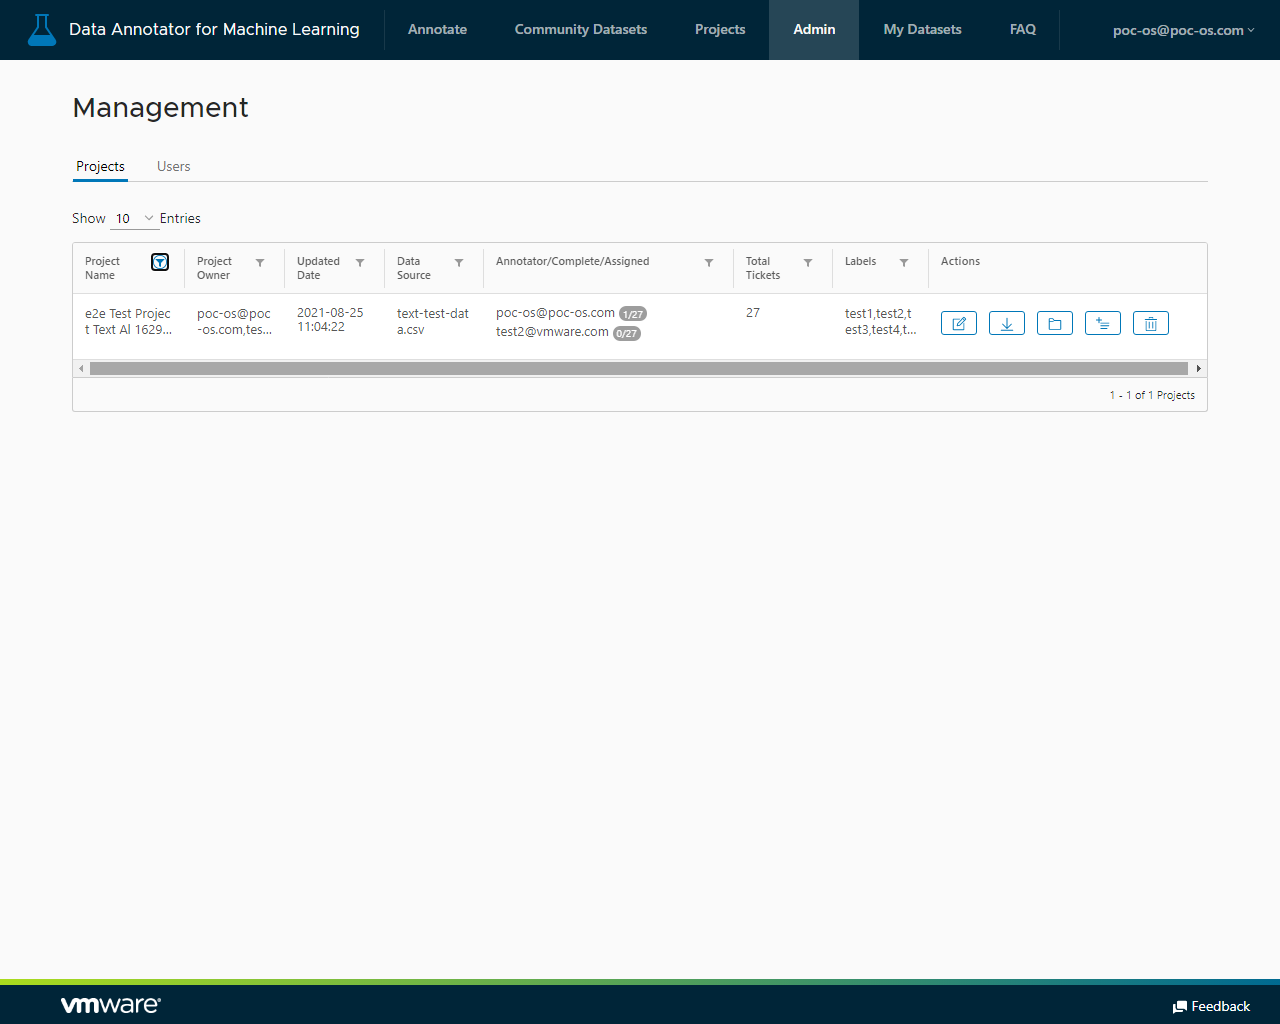 Data Annotator for Machine Learning
Annotate
Community Datasets
Projects
Admin
My Datasets
FAQ
poc-os@poc-os.com
Management
Projects
Users
Show 10 Entries
Project Name
Project Owner
Updated Date
Data Source
Annotator/Complete/Assigned
Total Tickets
Labels
Actions
e2e Test Projec
t Text Al 1629...
poc-os@poc
-os.com,tes...
2021-08-25
11:04:22
text-test-dat
a.csv
poc-os@poc-os.com 1/27
test2@vmware.com 0/27
27
test1,test2,t
est3,test4,t...
1 - 1 of 1 Projects
vmware
Feedback